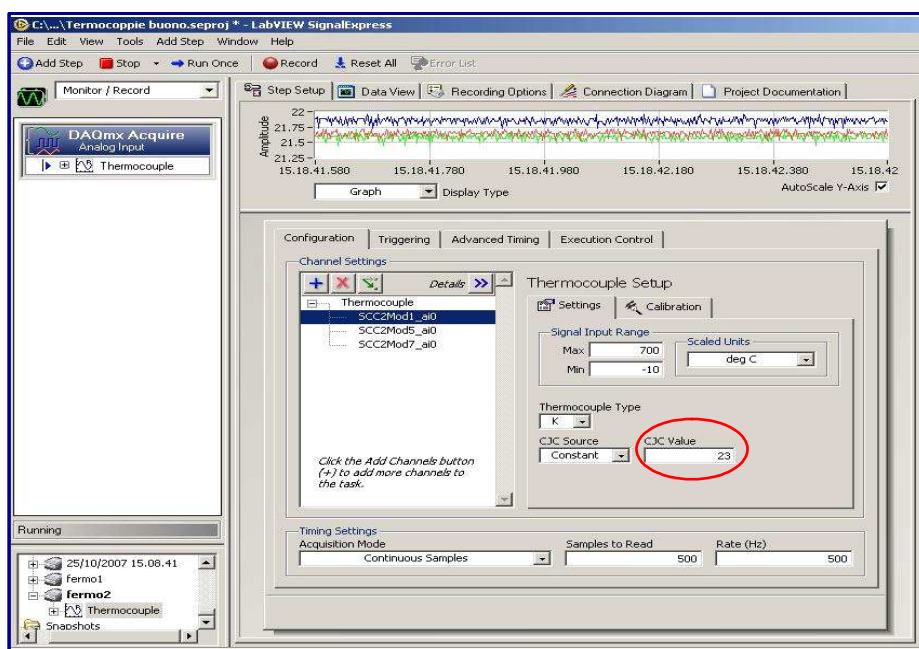 C:\...\Termocoppie buono.seproj * - LabVIEW SignalExpress
File Edit View Tools Add Step Window Help
Add Step Stop Run Once Record Reset All Error List
Monitor / Record
Step Setup Data View Recording Options Connection Diagram Project Documentation
DAQmx Acquire
Analog Input
Thermocouple
Amplitude
22
21.75
21.5
21.25
15.18.41.580 15.18.41.780 15.18.41.980 15.18.42.180 15.18.42.380 15.18.42
Graph Display Type AutoScale Y-Axis
Configuration Triggering Advanced Timing Execution Control
Channel Settings
Details
Thermocouple
SCC2Mod1_ai0
SCC2Mod5_ai0
SCC2Mod7_ai0
Click the Add Channels button
(+) to add more channels to
the task.
Thermocouple Setup
Settings Calibration
Signal Input Range
Max 700
Min -10
Scaled Units
deg C
Thermocouple Type
K
CJC Source CJC Value
Constant 23
Timing Settings
Acquisition Mode Samples to Read Rate (Hz)
Continuous Samples 500 500
Running
25/10/2007 15.08.41
fermo1
fermo2
Thermocouple
Snapshots